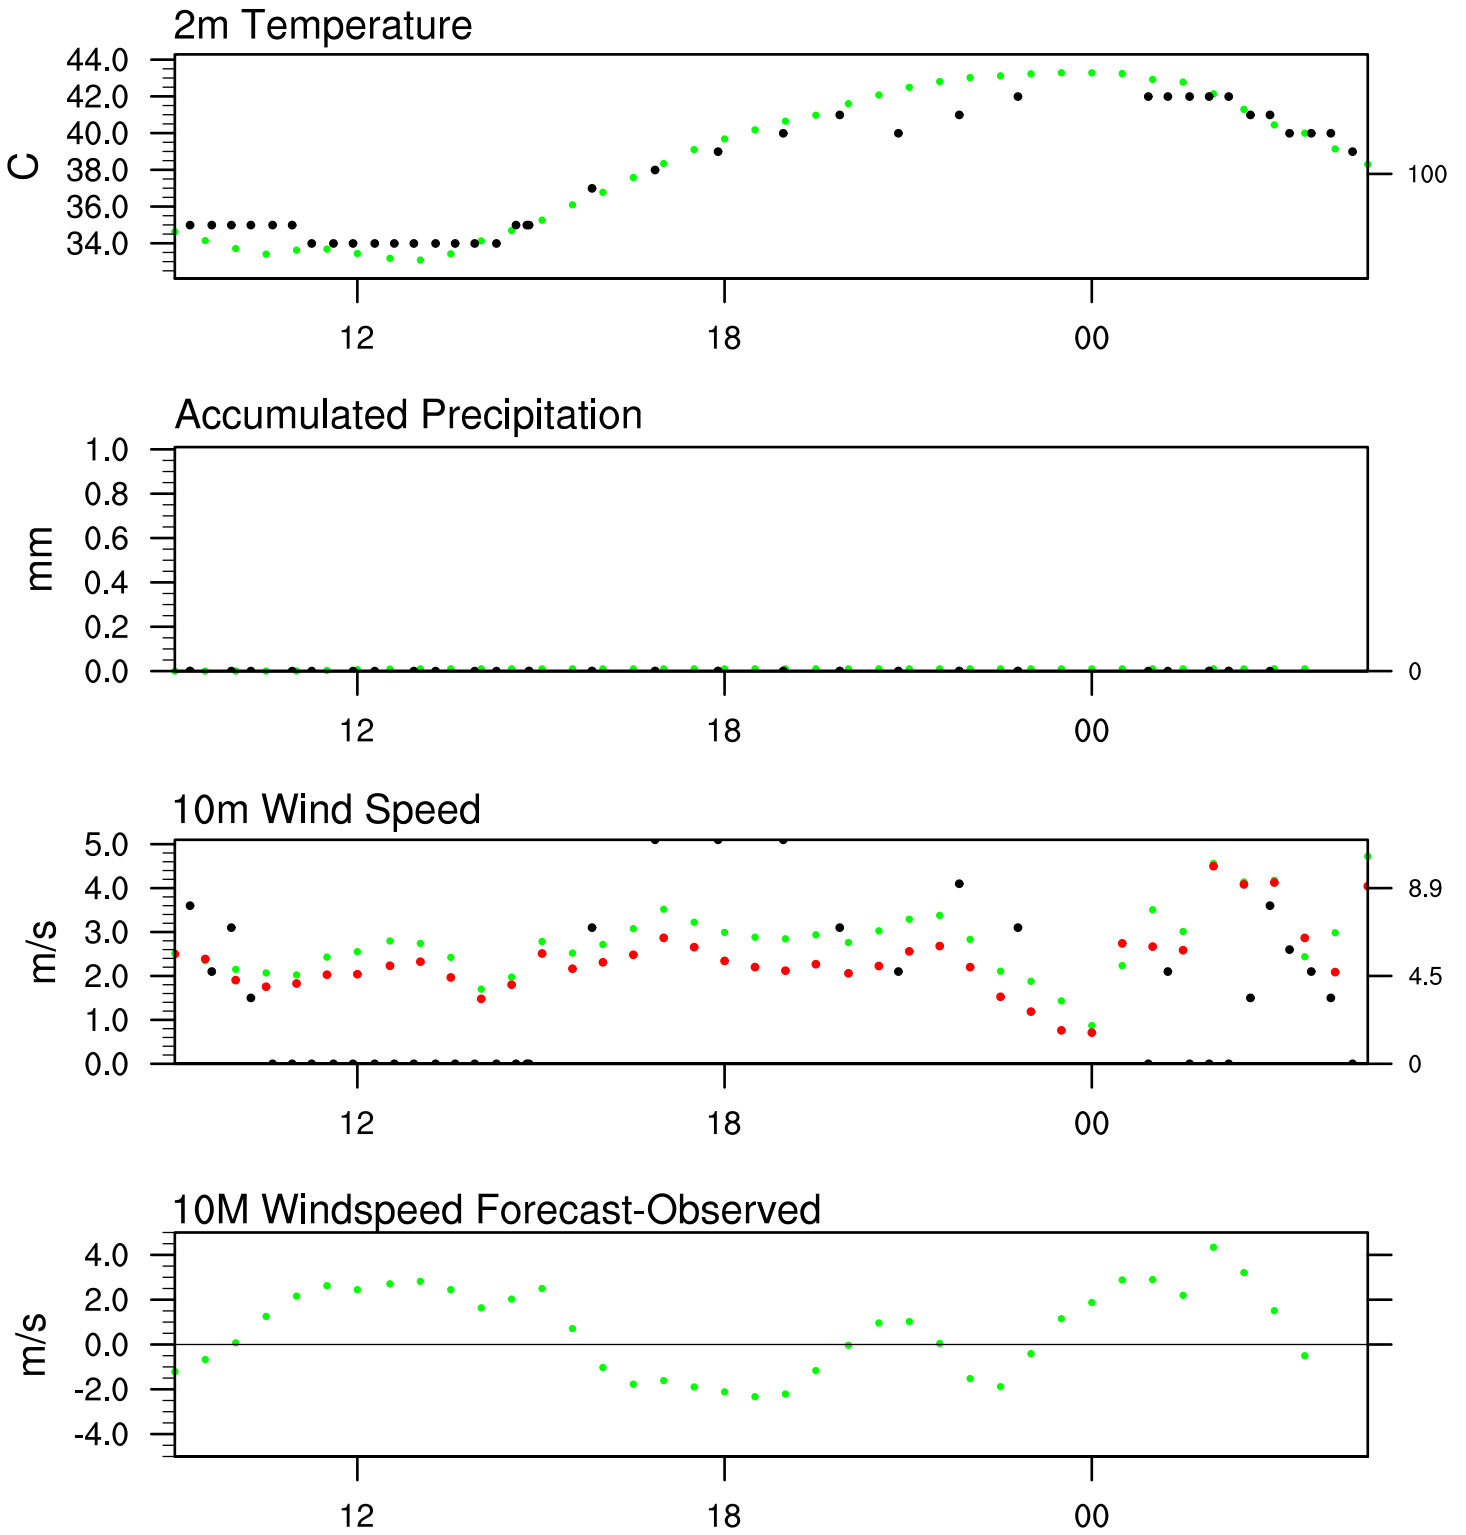 2m Temperature
44.0
42.0
40.0
38.0
36.0
34.0
C
100
12 18 00
Accumulated Precipitation
1.0
0.8
0.6
0.4
0.2
0.0
mm
0
12 18 00
10m Wind Speed
5.0
4.0
3.0
2.0
1.0
0.0
m/s
8.9
4.5
0
12 18 00
10M Windspeed Forecast-Observed
4.0
2.0
0.0
-2.0
-4.0
m/s
12 18 00